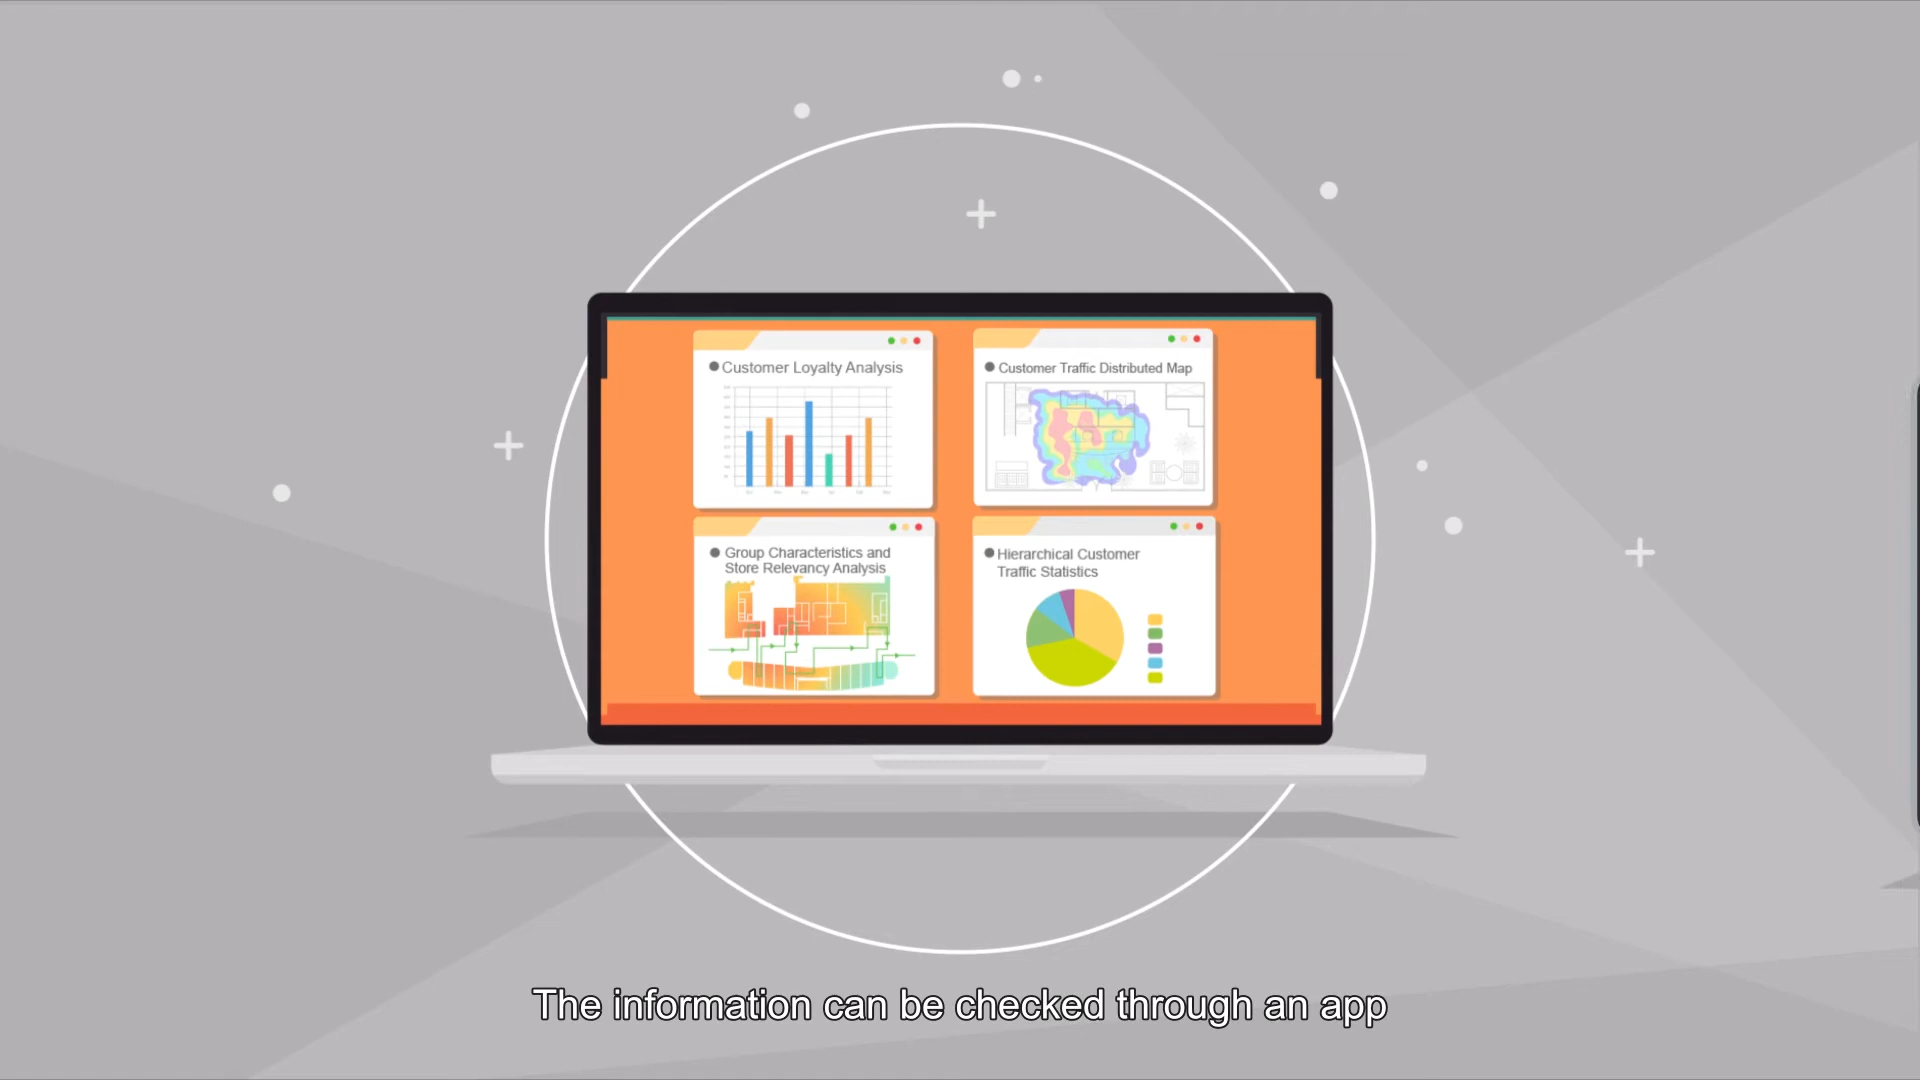 Customer Loyalty Analysis
Customer Traffic Distributed Map
Group Characteristics and
Store Relevancy Analysis
Hierarchical Customer
Traffic Statistics
The information can be checked through an app